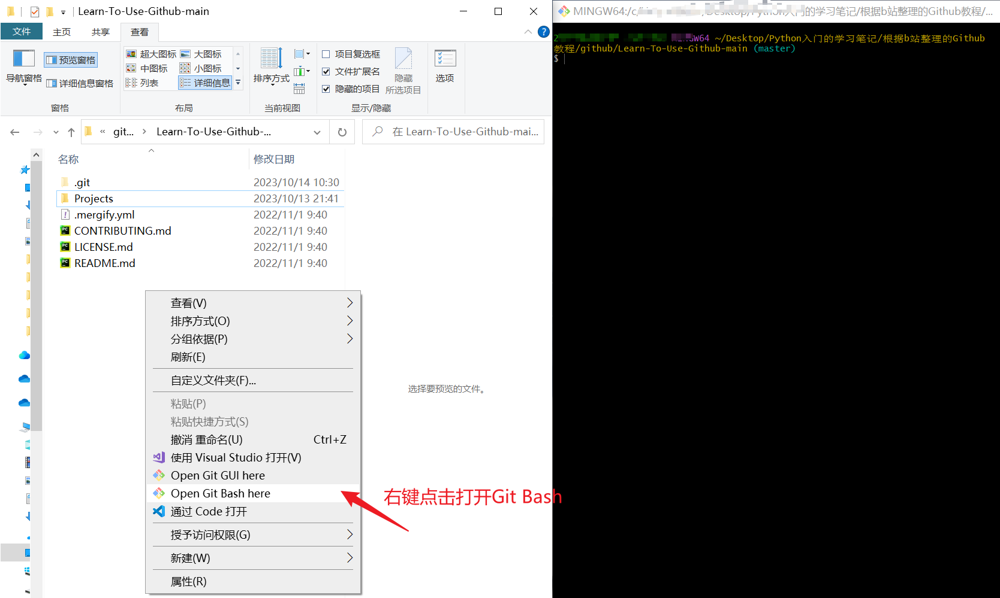 Learn-To-Use-Github-main
文件 主页 共享 查看
导航窗格
预览窗格
详细信息窗格
窗格
超大图标 大图标
中图标 小图标
列表 详细信息
布局
排序方式
当前视图
项目复选框
文件扩展名
隐藏的项目
隐藏
所选项目
显示/隐藏
选项
« git... › Learn-To-Use-Github-...
在 Learn-To-Use-Github-mai...
名称 修改日期
.git 2023/10/14 10:30
Projects 2023/10/13 21:41
.mergify.yml 2022/11/1 9:40
CONTRIBUTING.md 2022/11/1 9:40
LICENSE.md 2022/11/1 9:40
README.md 2022/11/1 9:40
选择要预览的文件。
查看(V)
排序方式(O)
分组依据(P)
刷新(E)
自定义文件夹(F)...
粘贴(P)
粘贴快捷方式(S)
撤消 重命名(U) Ctrl+Z
使用 Visual Studio 打开(V)
Open Git GUI here
Open Git Bash here
通过 Code 打开
授予访问权限(G)
新建(W)
属性(R)
右键点击打开Git Bash
MINGW64:/c/ /Desktop/Python入门的学习笔记/根据b站整理的Github教程/...
MINGW64 ~/Desktop/Python入门的学习笔记/根据b站整理的Github
教程/github/Learn-To-Use-Github-main (master)
$